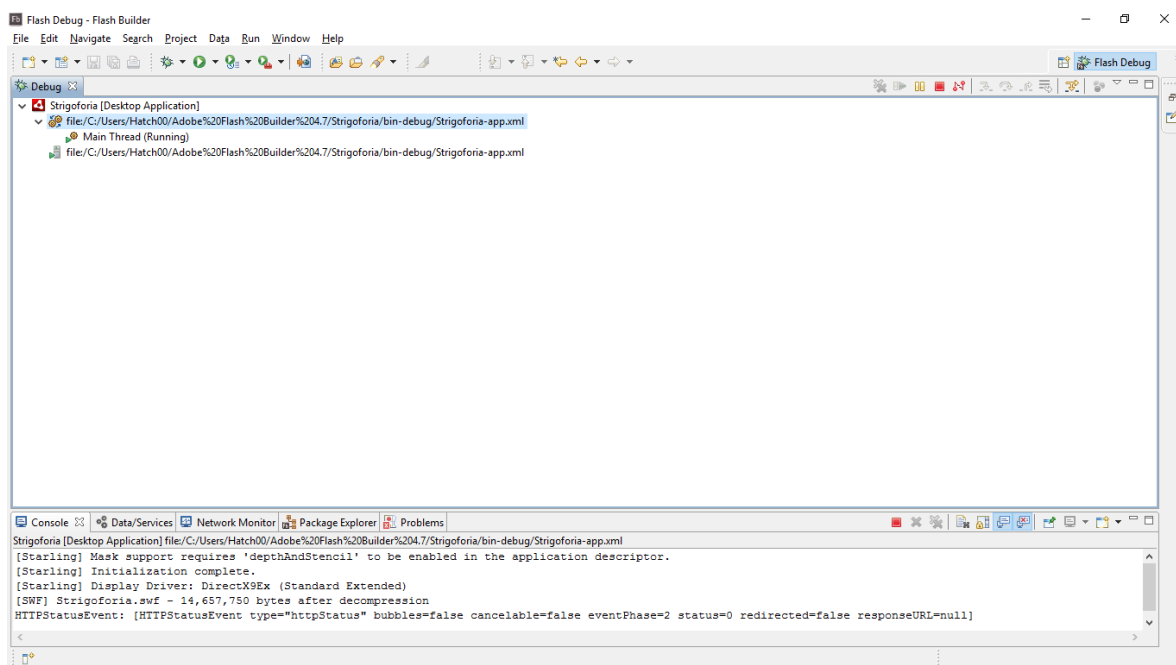 Fb Flash Debug - Flash Builder
File Edit Navigate Search Project Data Run Window Help
Flash Debug
Debug
Strigoforia [Desktop Application]
file:/C:/Users/Hatch00/Adobe%20Flash%20Builder%204.7/Strigoforia/bin-debug/Strigoforia-app.xml
Main Thread (Running)
file:/C:/Users/Hatch00/Adobe%20Flash%20Builder%204.7/Strigoforia/bin-debug/Strigoforia-app.xml
Console Data/Services Network Monitor Package Explorer Problems
Strigoforia [Desktop Application] file:/C:/Users/Hatch00/Adobe%20Flash%20Builder%204.7/Strigoforia/bin-debug/Strigoforia-app.xml
[Starling] Mask support requires 'depthAndStencil' to be enabled in the application descriptor.
[Starling] Initialization complete.
[Starling] Display Driver: DirectX9Ex (Standard Extended)
[SWF] Strigoforia.swf - 14,657,750 bytes after decompression
HTTPStatusEvent: [HTTPStatusEvent type="httpStatus" bubbles=false cancelable=false eventPhase=2 status=0 redirected=false responseURL=null]